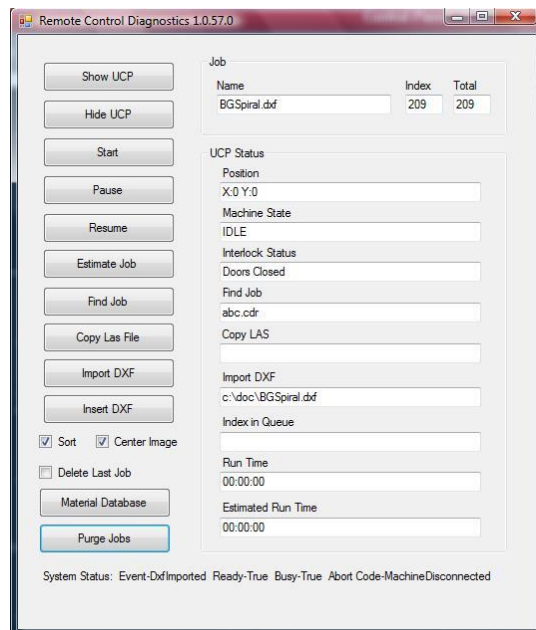 Remote Control Diagnostics 1.0.57.0
Show UCP
Hide UCP
Start
Pause
Resume
Estimate Job
Find Job
Copy Las File
Import DXF
Insert DXF
Sort Center Image
Delete Last Job
Material Database
Purge Jobs
Job
Name Index Total
BGSpiral.dxf 209 209
UCP Status
Position
X:0 Y:0
Machine State
IDLE
Interlock Status
Doors Closed
Find Job
abc.cdr
Copy LAS
Import DXF
c:\doc\BGSpiral.dxf
Index in Queue
Run Time
00:00:00
Estimated Run Time
00:00:00
System Status: Event-DxfImported Ready-True Busy-True Abort Code-MachineDisconnected